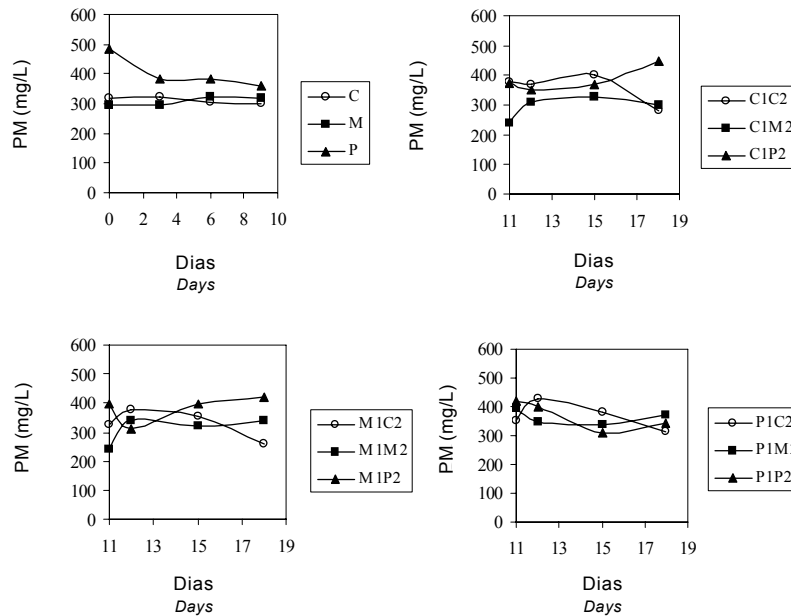 600
500
400
300
200
100
0
PM (mg/L)
0 2 4 6 8 10
Dias
Days
C
M
P
600
500
400
300
200
100
0
PM (mg/L)
11 13 15 17 19
Dias
Days
C1C2
C1M2
C1P2
600
500
400
300
200
100
0
PM (mg/L)
11 13 15 17 19
Dias
Days
M1C2
M1M2
M1P2
600
500
400
300
200
100
0
PM (mg/L)
11 13 15 17 19
Dias
Days
P1C2
P1M2
P1P2